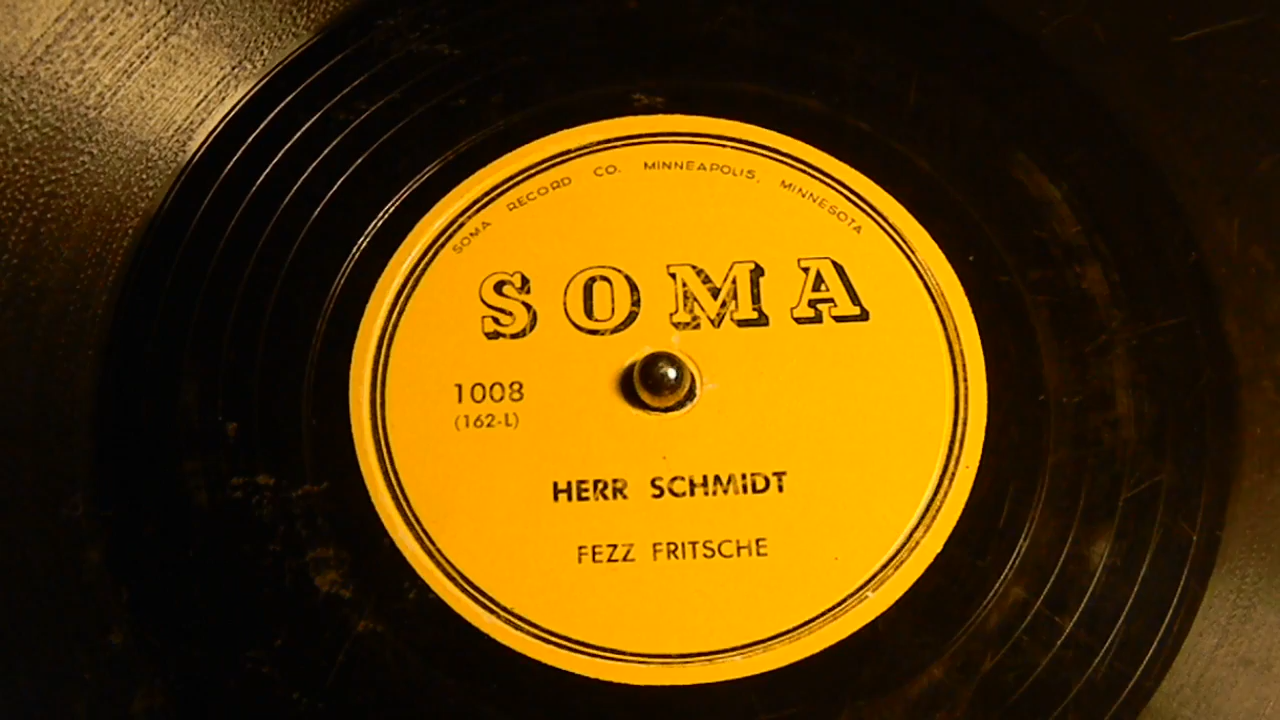 SOMA RECORD CO. MINNEAPOLIS, MINNESOTA
SOMA
1008
(162-L)
HERR SCHMIDT
FEZZ FRITSCHE